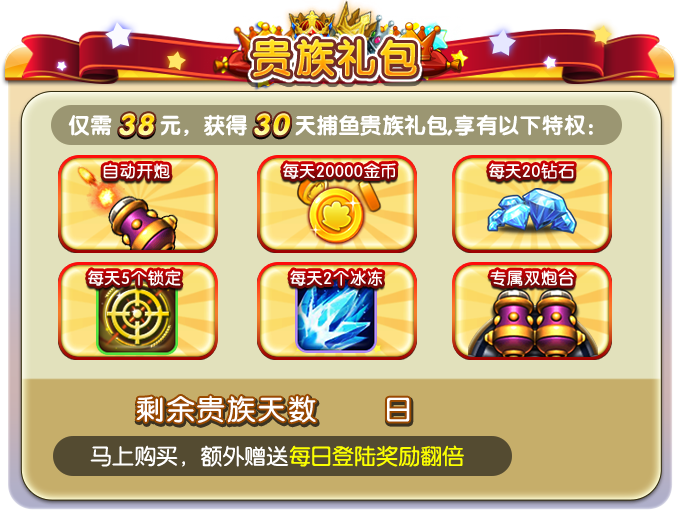 贵族礼包
仅需38元，获得30天捕鱼贵族礼包,享有以下特权：
自动开炮
每天20000金币
每天20钻石
每天5个锁定
每天2个冰冻
专属双炮台
剩余贵族天数 日
马上购买，额外赠送每日登陆奖励翻倍